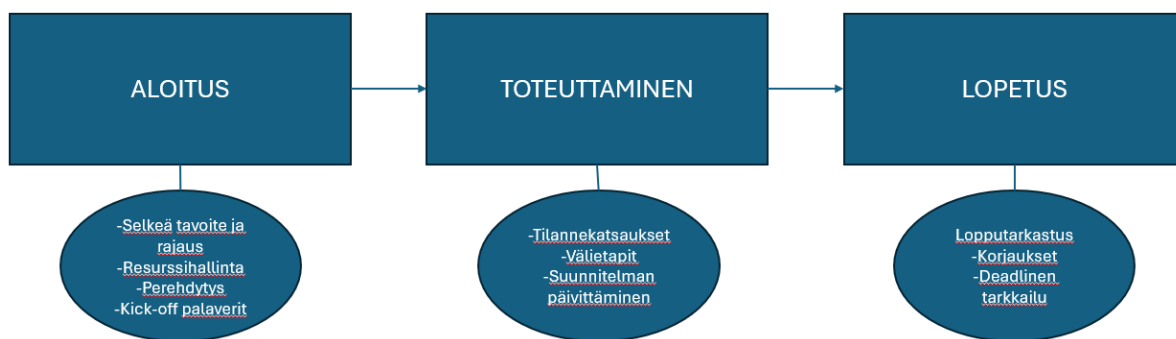 ALOITUS
TOTEUTTAMINEN
LOPETUS
-Selkeä tavoite ja
rajaus
-Resurssihallinta
-Perehdytys
-Kick-off palaverit
-Tilannekatsaukset
-Välietapit
-Suunnitelman
päivittäminen
Lopputarkastus
-Korjaukset
-Deadlinen
tarkkailu